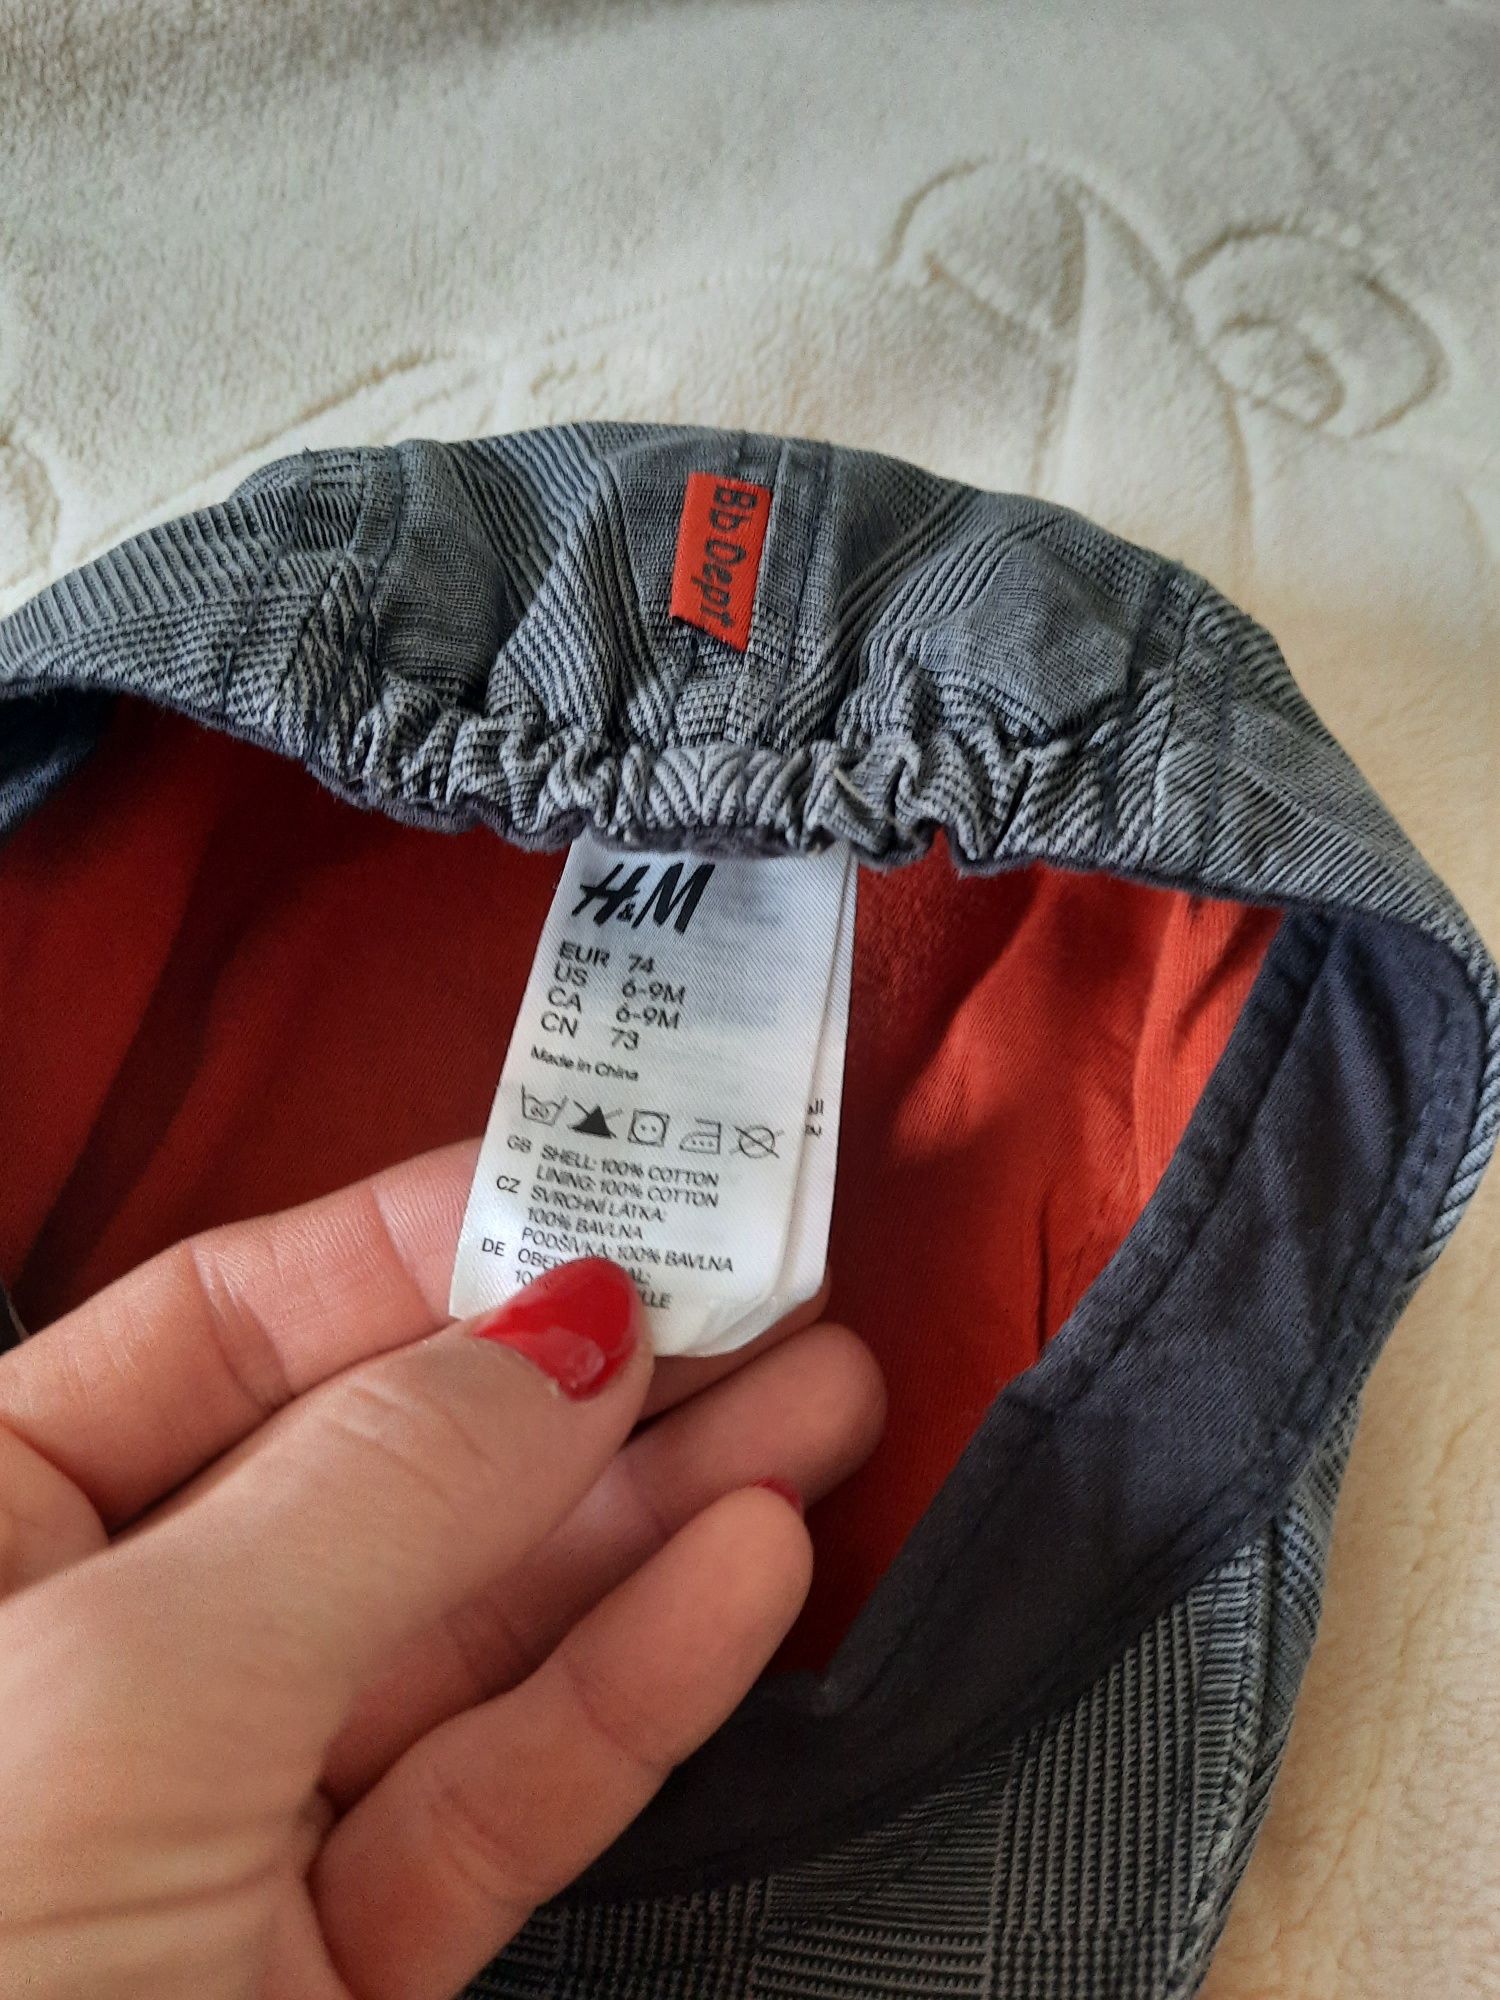 Bb Dept
H&M
EUR 74
US 6-9M
CA 6-9M
CN 73
Made in China
GB SHELL: 100% COTTON
LINING: 100% COTTON
CZ SVRCHNÍ LÁTKA:
100% BAVLNA
PODŠÍVKA: 100% BAVLNA
DE